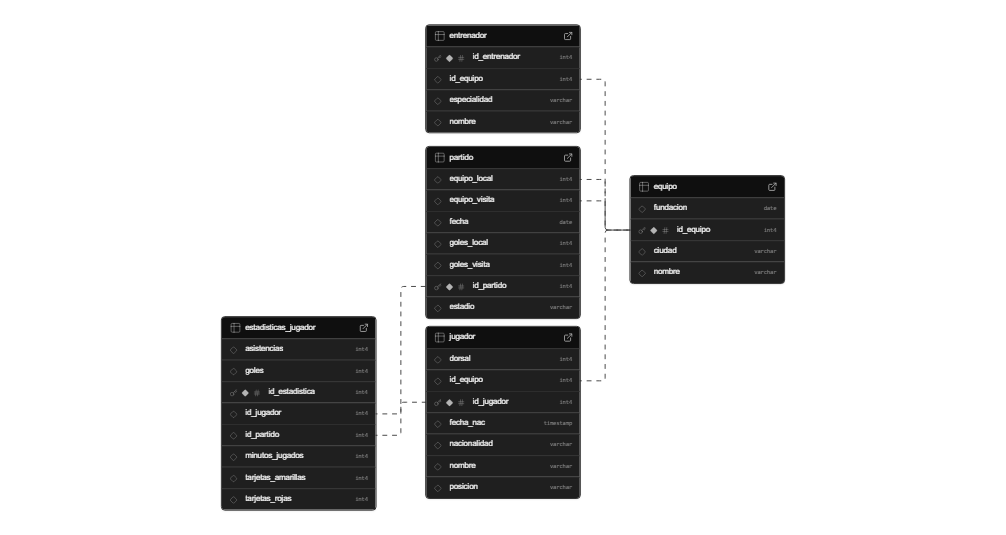 entrenador
id_entrenador int4
id_equipo int4
especialidad varchar
nombre varchar
partido
equipo_local int4
equipo_visita int4
fecha date
goles_local int4
goles_visita int4
id_partido int4
estadio varchar
equipo
fundacion date
id_equipo int4
ciudad varchar
nombre varchar
estadisticas_jugador
asistencias int4
goles int4
id_estadistica int4
id_jugador int4
id_partido int4
minutos_jugados int4
tarjetas_amarillas int4
tarjetas_rojas int4
jugador
dorsal int4
id_equipo int4
id_jugador int4
fecha_nac timestamp
nacionalidad varchar
nombre varchar
posicion varchar